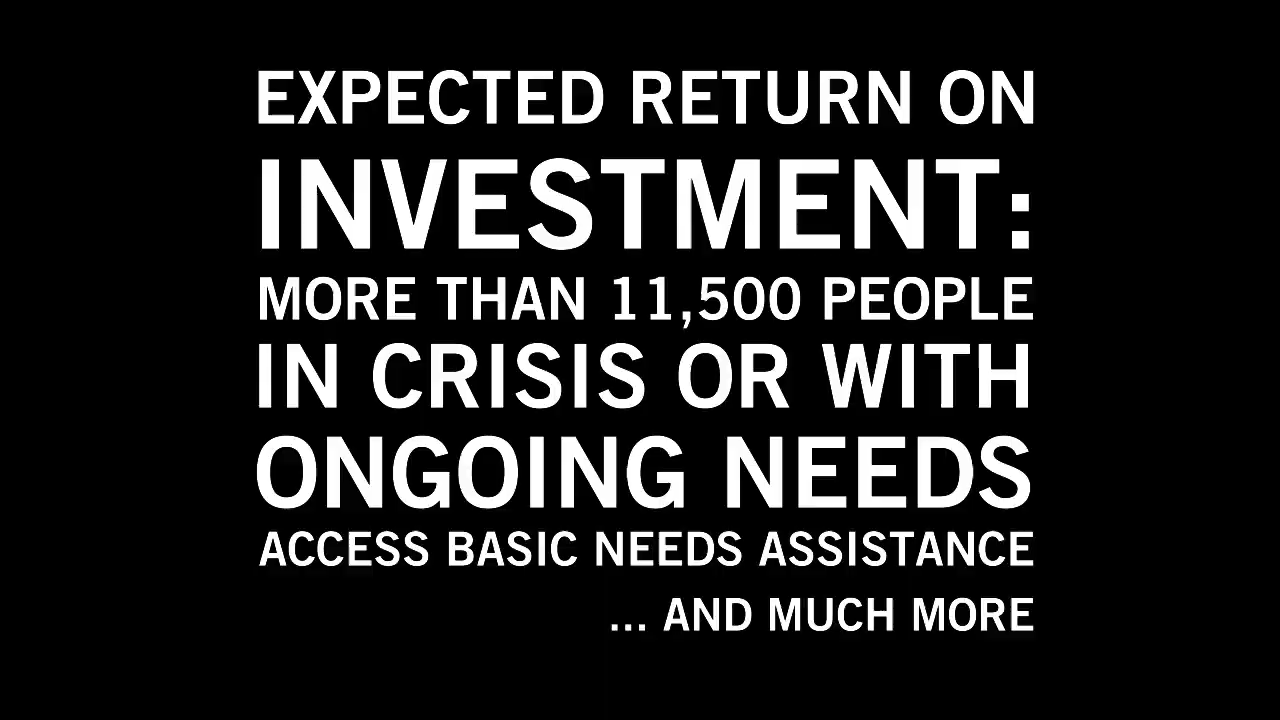 EXPECTED RETURN ON
INVESTMENT:
MORE THAN 11,500 PEOPLE
IN CRISIS OR WITH
ONGOING NEEDS
ACCESS BASIC NEEDS ASSISTANCE
... AND MUCH MORE